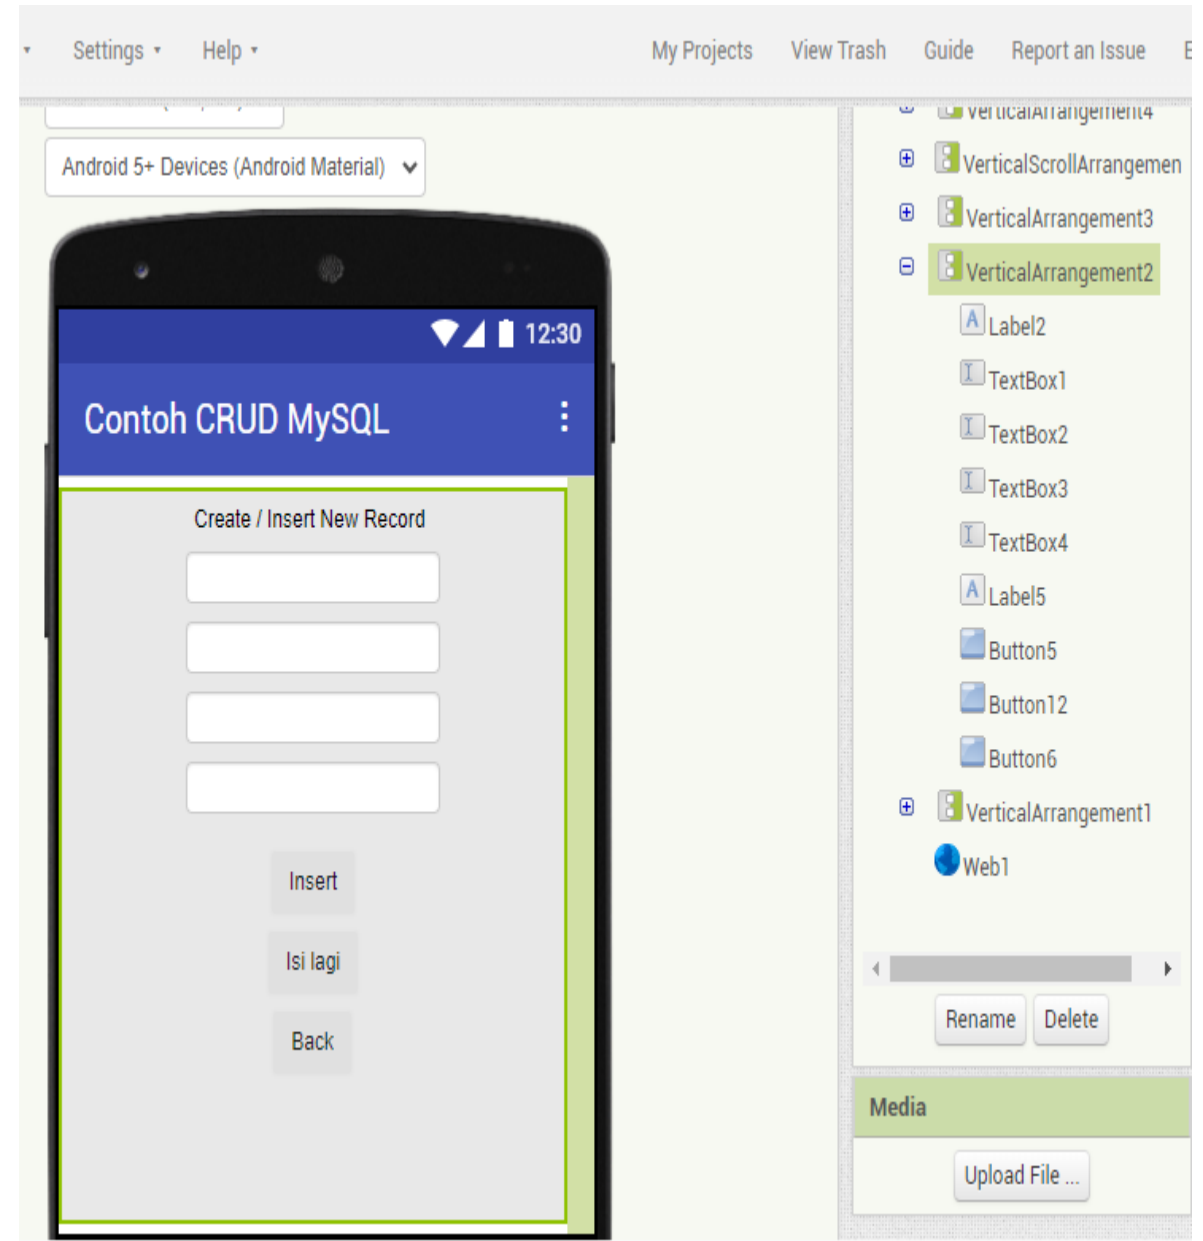 Settings
Help
My Projects
View Trash
Guide
Report an Issue
Android 5+ Devices (Android Material)
12:30
Contoh CRUD MySQL
Create / Insert New Record
Insert
Isi lagi
Back
VerticalArrangement4
VerticalScrollArrangemen
VerticalArrangement3
VerticalArrangement2
Label2
TextBox1
TextBox2
TextBox3
TextBox4
Label5
Button5
Button12
Button6
VerticalArrangement1
Web1
Rename
Delete
Media
Upload File ...